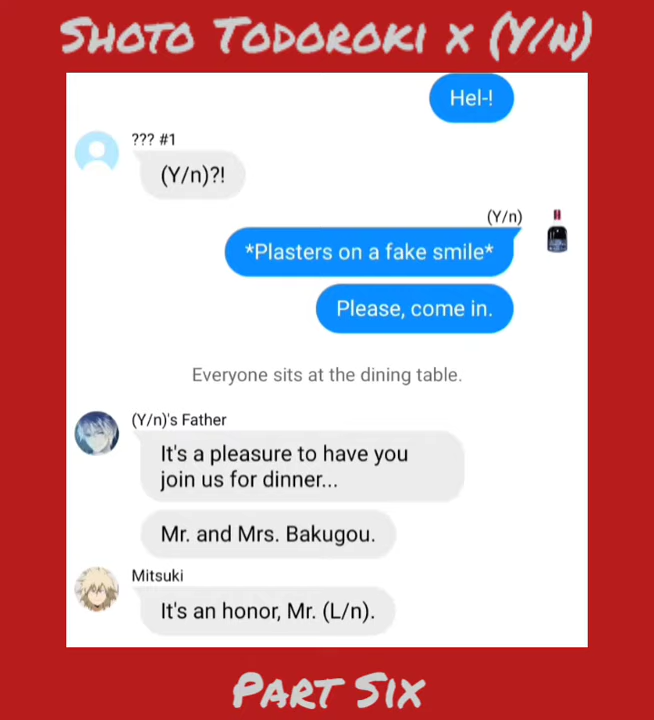 SHOTO TODOROKI X (Y/N)
Hel-!
??? #1
(Y/n)?!
(Y/n)
*Plasters on a fake smile*
Please, come in.
Everyone sits at the dining table.
(Y/n)'s Father
It's a pleasure to have you
join us for dinner...
Mr. and Mrs. Bakugou.
Mitsuki
It's an honor, Mr. (L/n).
PART SIX